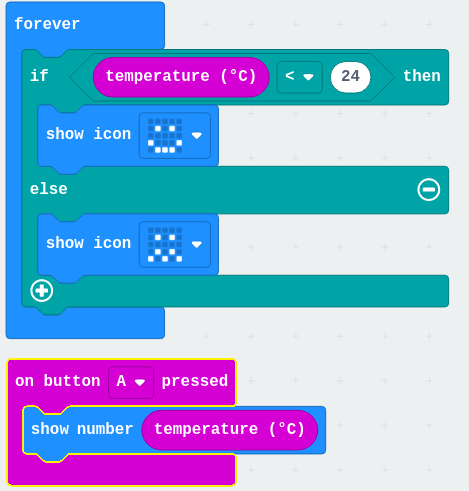 forever
if temperature (°C) < 24 then
show icon
else
show icon
on button A pressed
show number temperature (°C)